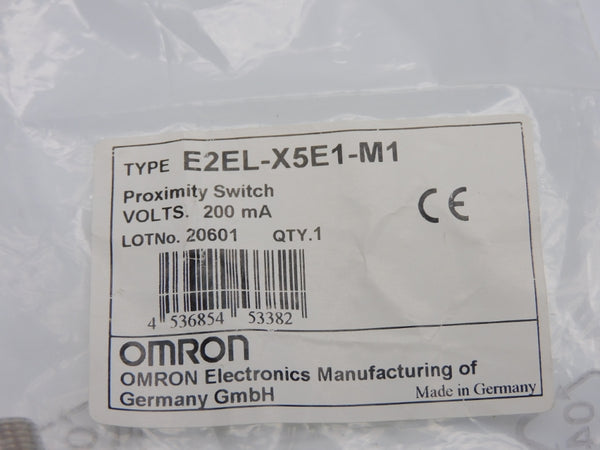 TYPE E2EL-X5E1-M1
Proximity Switch
VOLTS. 200 mA
LOTNo. 20601 QTY.1
CE
4 536854 53382
OMRON
OMRON Electronics Manufacturing of
Germany GmbH
Made in Germany